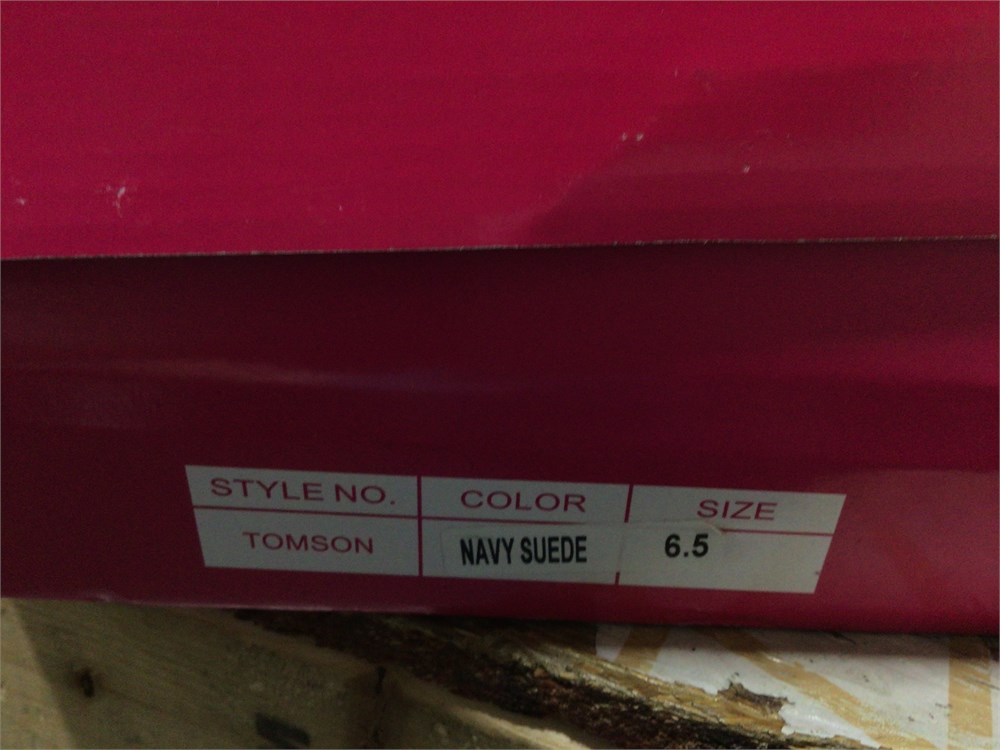 STYLE NO. COLOR SIZE
TOMSON NAVY SUEDE 6.5